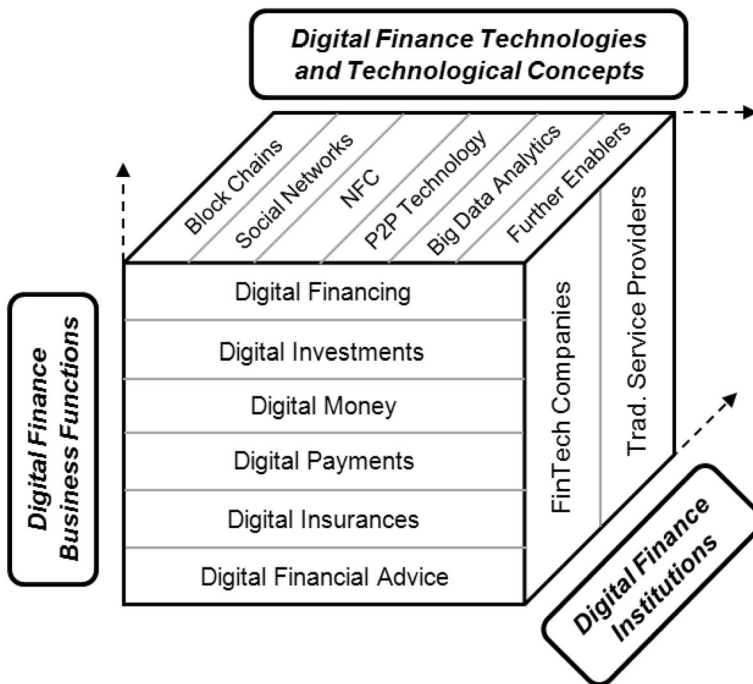 Digital Finance Technologies
and Technological Concepts
Block Chains
Social Networks
NFC
P2P Technology
Big Data Analytics
Further Enablers
Digital Finance
Business Functions
Digital Financing
Digital Investments
Digital Money
Digital Payments
Digital Insurances
Digital Financial Advice
FinTech Companies
Trad. Service Providers
Digital Finance
Institutions